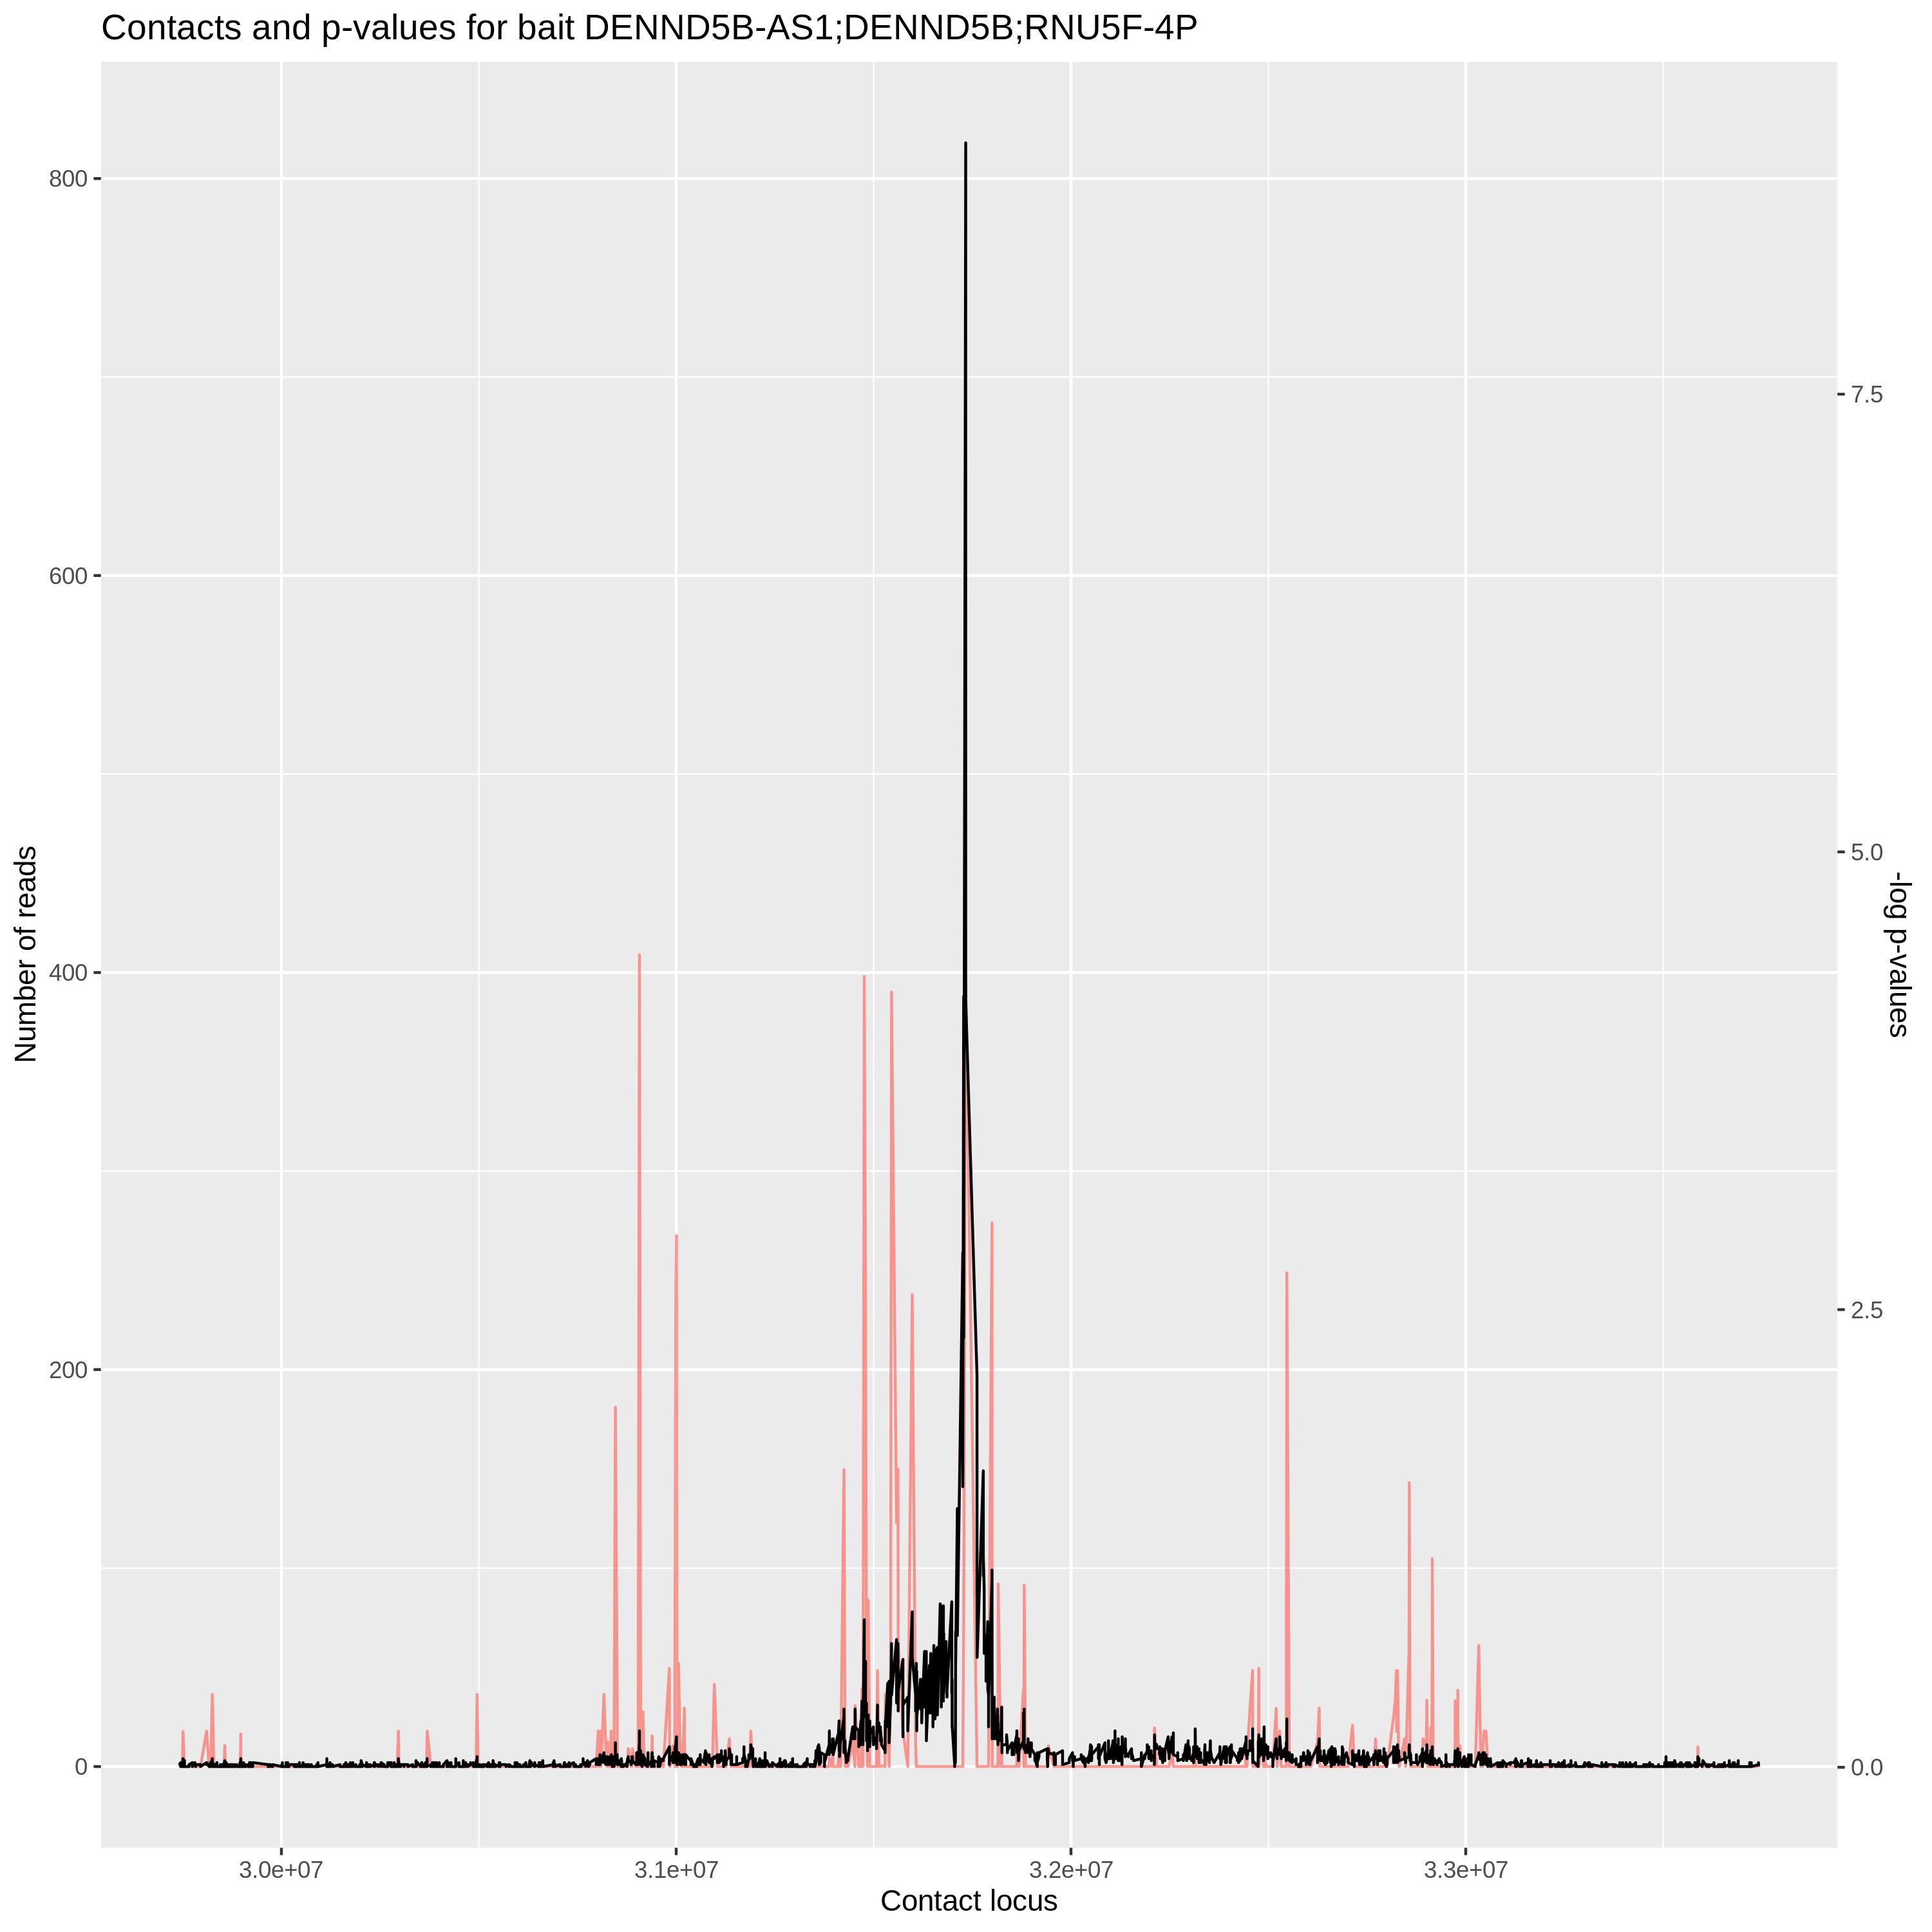 Contacts and p-values for bait DENND5B-AS1;DENND5B;RNU5F-4P
800
600
400
200
0
Number of reads
7.5
5.0
2.5
0.0
-log p-values
3.0e+07 3.1e+07 3.2e+07 3.3e+07
Contact locus